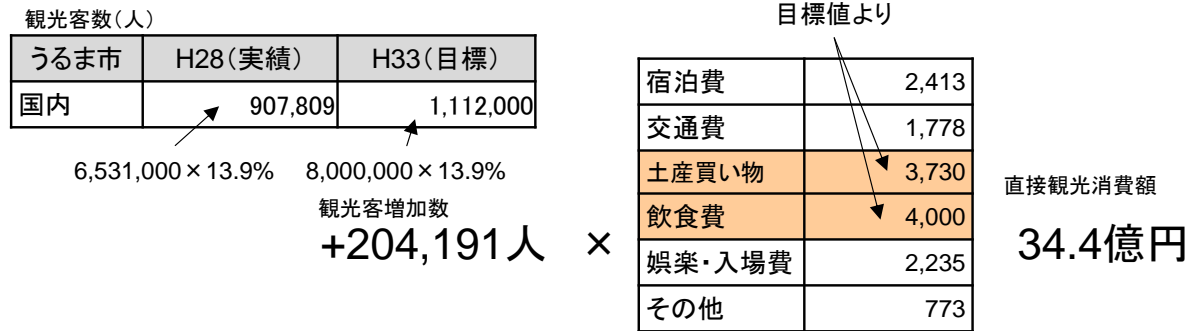 観光客数(人)
うるま市 H28(実績) H33(目標)
国内 907,809 1,112,000
6,531,000×13.9% 8,000,000×13.9%
観光客増加数
+204,191人 ×
目標値より
宿泊費 2,413
交通費 1,778
土産買い物 3,730
飲食費 4,000
娯楽・入場費 2,235
その他 773
直接観光消費額
34.4億円